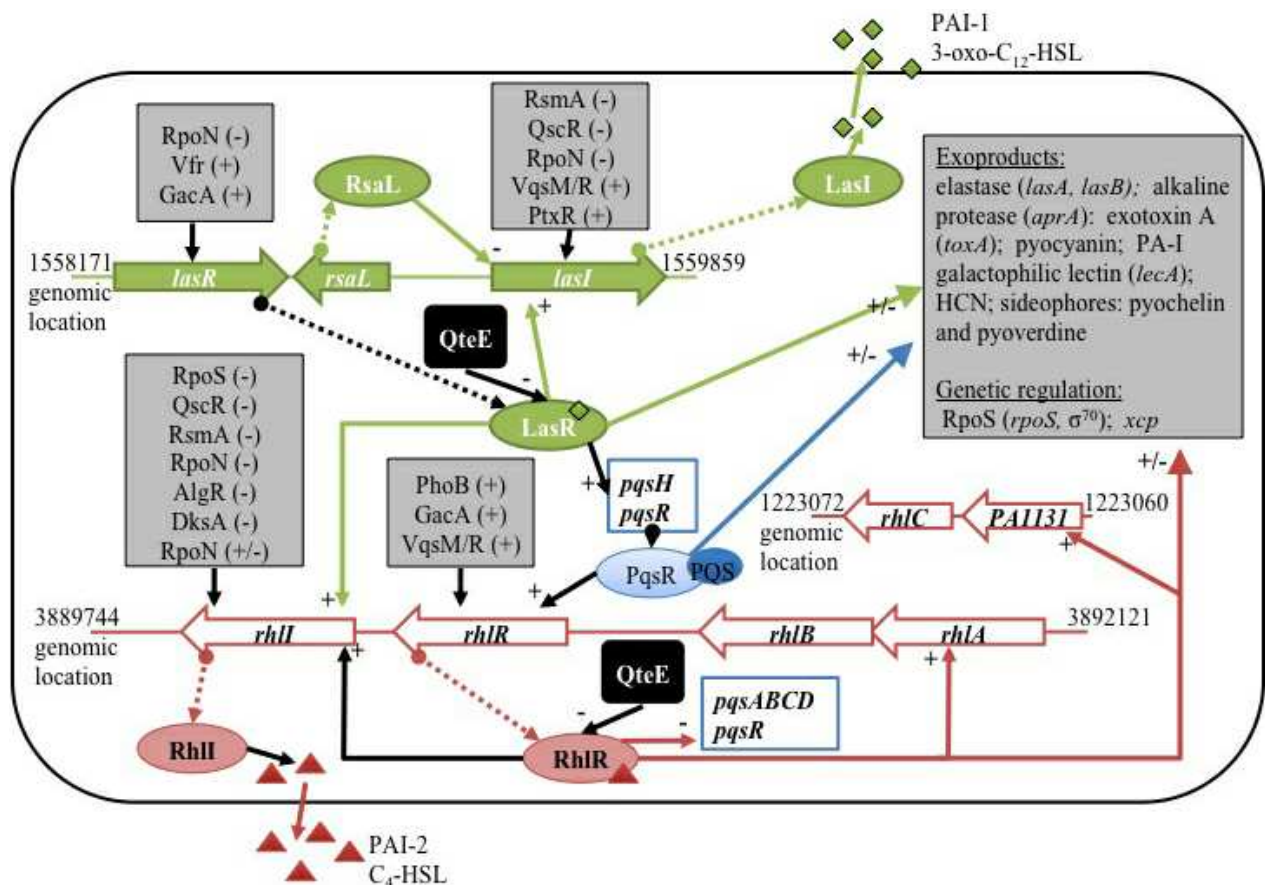 PAI-1
3-oxo-C₁₂-HSL
RpoN (-)
Vfr (+)
GacA (+)
RsaL
RsmA (-)
QscR (-)
RpoN (-)
VqsM/R (+)
PtxR (+)
LasI
Exoproducts:
elastase (lasA, lasB); alkaline
protease (aprA): exotoxin A
(toxA); pyocyanin; PA-I
galactophilic lectin (lecA);
HCN; sideophores: pyochelin
and pyoverdine
Genetic regulation:
RpoS (rpoS, σ⁷⁰); xcp
1558171
genomic
location
lasR
rsaL
-
lasI
1559859
+
QteE
-
LasR
+/-
+/-
+/-
RpoS (-)
QscR (-)
RsmA (-)
RpoN (-)
AlgR (-)
DksA (-)
RpoN (+/-)
PhoB (+)
GacA (+)
VqsM/R (+)
+
pqsH
pqsR
PqsR
PQS
1223072
genomic
location
rhlC
PA1131
1223060
+
+
+
3889744
genomic
location
rhlI
rhlR
rhlB
rhlA
3892121
+
+
QteE
-
-
pqsABCD
pqsR
RhlI
RhlR
PAI-2
C₄-HSL